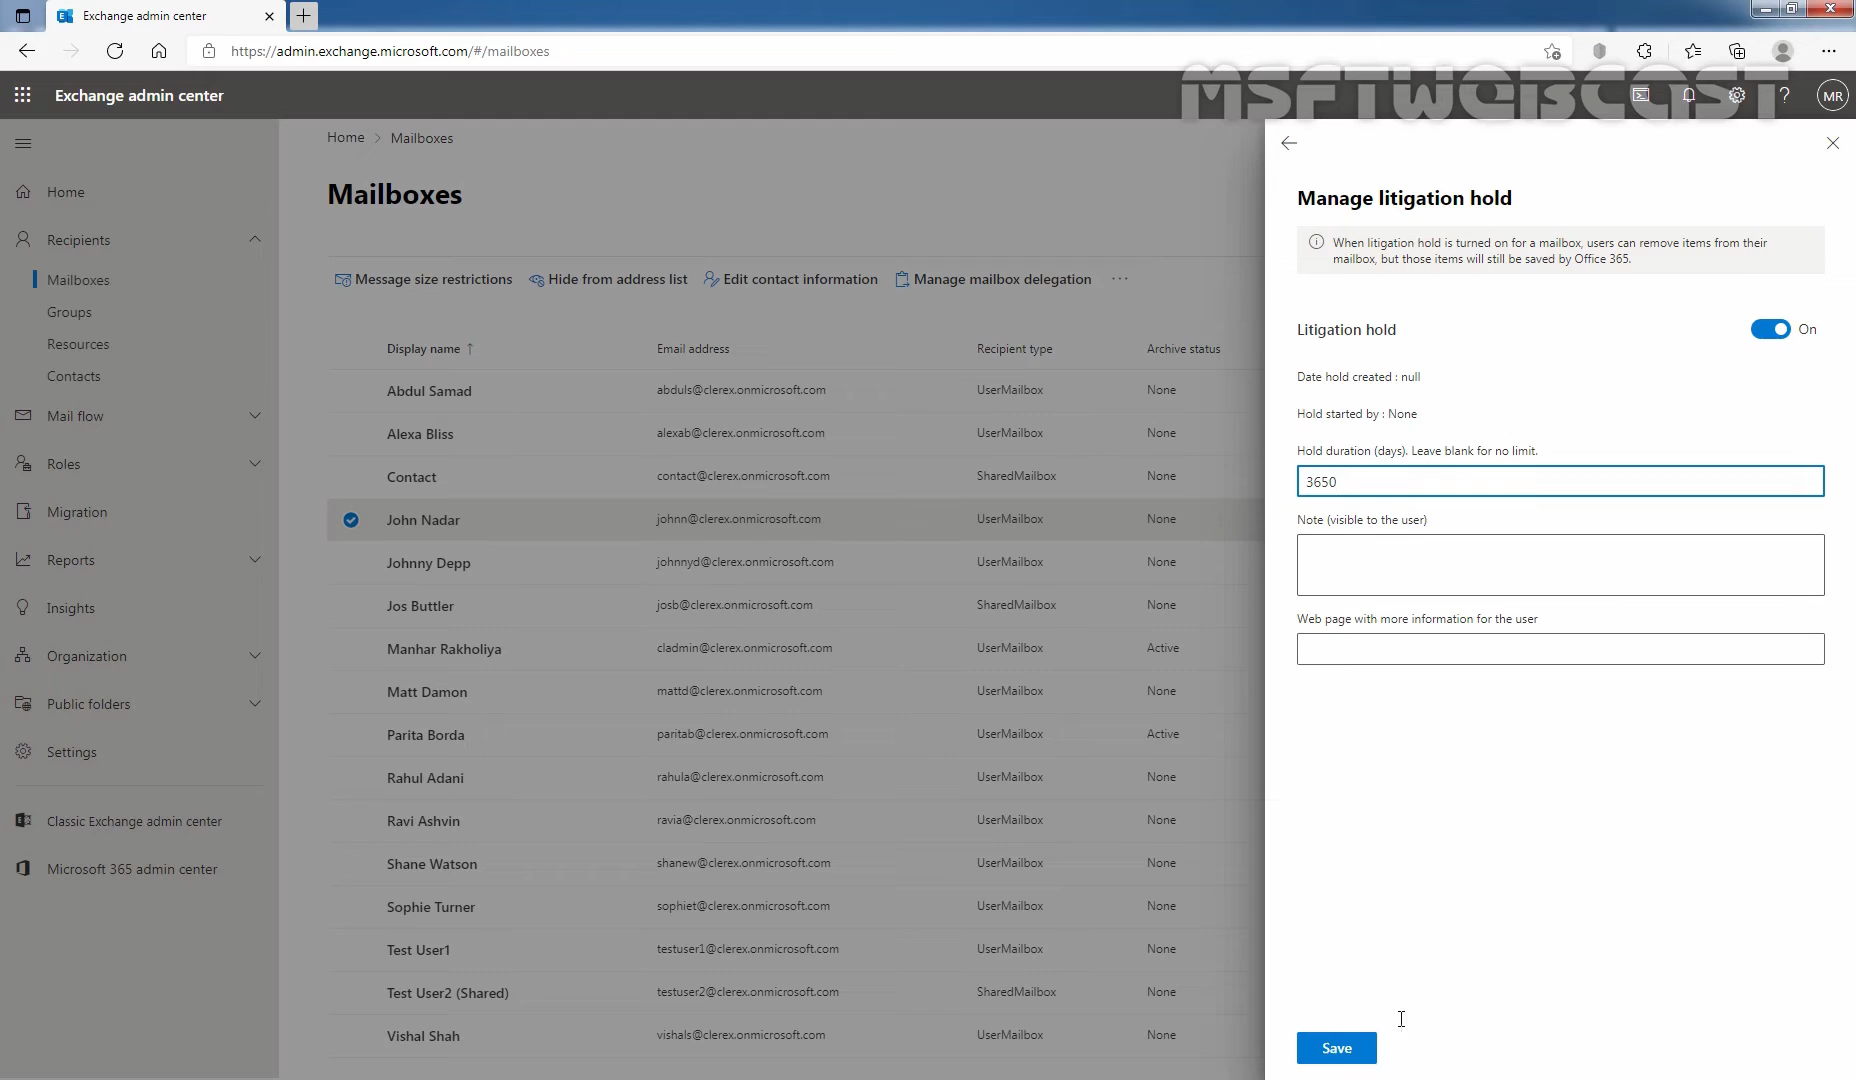 Exchange admin center
https://admin.exchange.microsoft.com/#/mailboxes
MSFTWEBCAST
Exchange admin center
MR
Home
Recipients
Mailboxes
Groups
Resources
Contacts
Mail flow
Roles
Migration
Reports
Insights
Organization
Public folders
Settings
Classic Exchange admin center
Microsoft 365 admin center
Home > Mailboxes
Mailboxes
Message size restrictions Hide from address list Edit contact information Manage mailbox delegation ...
Display name ↑ Email address Recipient type Archive status
Abdul Samad abduls@clerex.onmicrosoft.com UserMailbox None
Alexa Bliss alexab@clerex.onmicrosoft.com UserMailbox None
Contact contact@clerex.onmicrosoft.com SharedMailbox None
John Nadar johnn@clerex.onmicrosoft.com UserMailbox None
Johnny Depp johnnyd@clerex.onmicrosoft.com UserMailbox None
Jos Buttler josb@clerex.onmicrosoft.com SharedMailbox None
Manhar Rakholiya cladmin@clerex.onmicrosoft.com UserMailbox Active
Matt Damon mattd@clerex.onmicrosoft.com UserMailbox None
Parita Borda paritab@clerex.onmicrosoft.com UserMailbox Active
Rahul Adani rahula@clerex.onmicrosoft.com UserMailbox None
Ravi Ashvin ravia@clerex.onmicrosoft.com UserMailbox None
Shane Watson shanew@clerex.onmicrosoft.com UserMailbox None
Sophie Turner sophiet@clerex.onmicrosoft.com UserMailbox None
Test User1 testuser1@clerex.onmicrosoft.com UserMailbox None
Test User2 (Shared) testuser2@clerex.onmicrosoft.com SharedMailbox None
Vishal Shah vishals@clerex.onmicrosoft.com UserMailbox None
Manage litigation hold
When litigation hold is turned on for a mailbox, users can remove items from their
mailbox, but those items will still be saved by Office 365.
Litigation hold On
Date hold created : null
Hold started by : None
Hold duration (days). Leave blank for no limit.
3650
Note (visible to the user)
Web page with more information for the user
Save